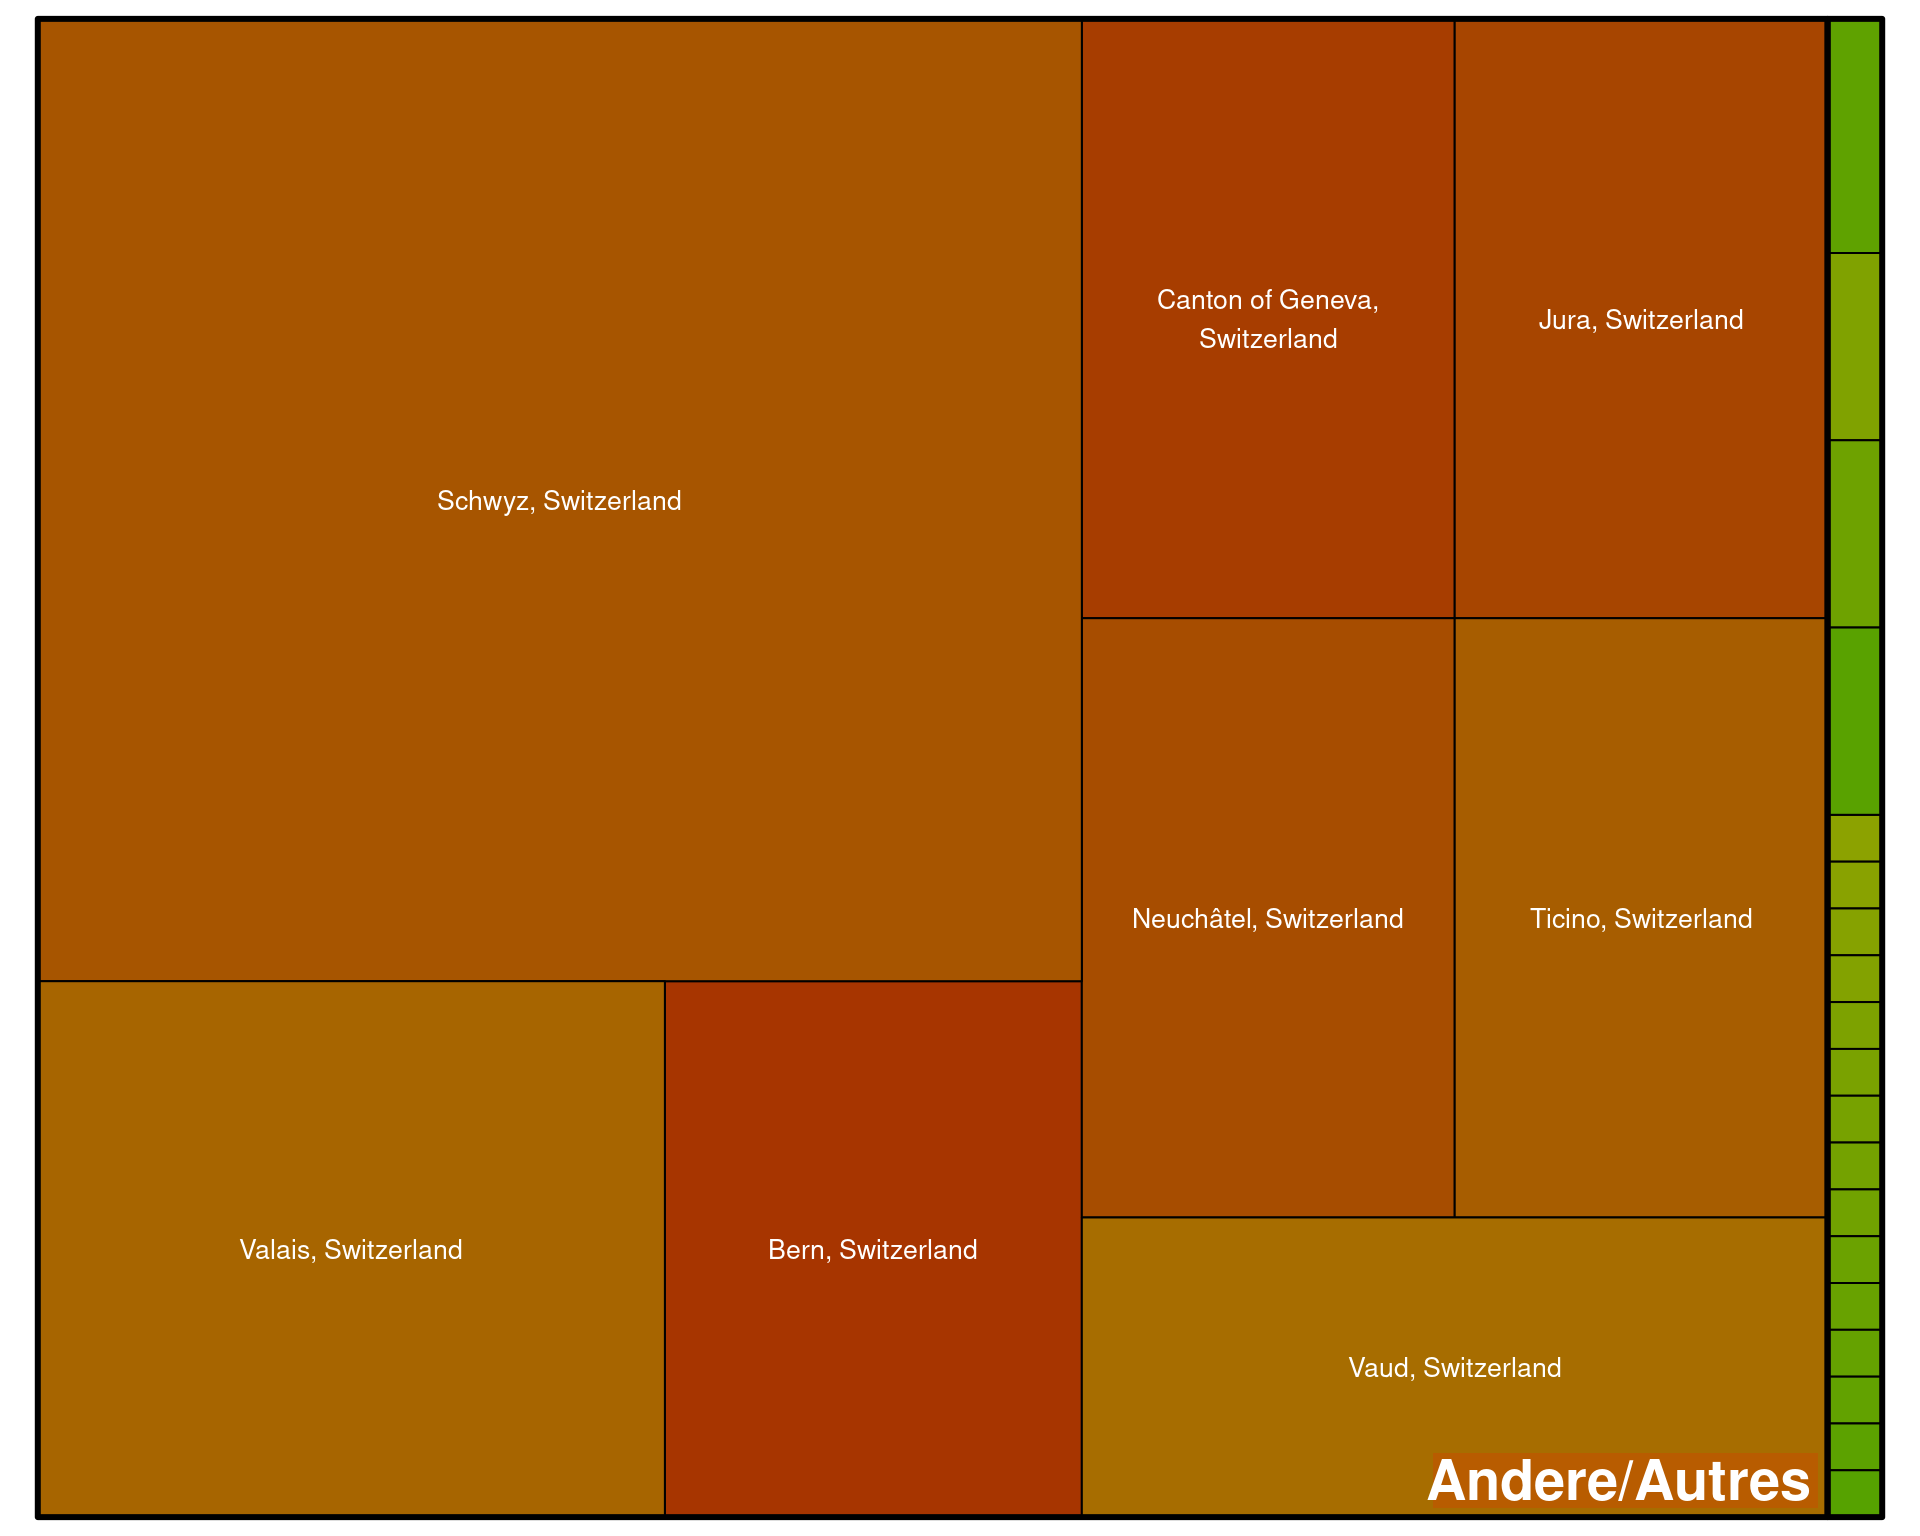 Canton of Geneva,
Switzerland
Jura, Switzerland
Schwyz, Switzerland
Neuchâtel, Switzerland
Ticino, Switzerland
Valais, Switzerland
Bern, Switzerland
Vaud, Switzerland
Andere/Autres